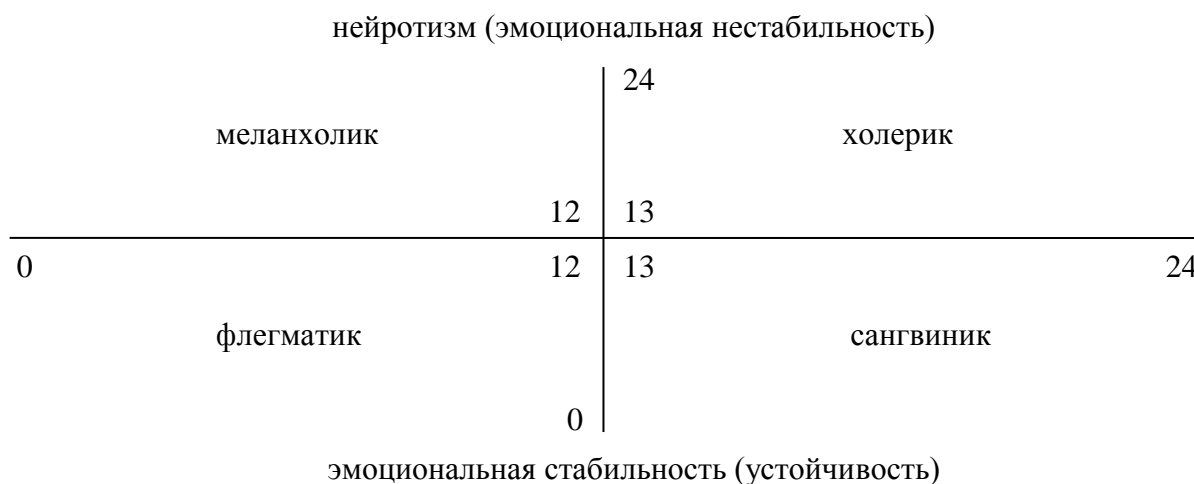 нейротизм (эмоциональная нестабильность)
24
меланхолик холерик
12 13
0 12 13 24
флегматик сангвиник
0
эмоциональная стабильность (устойчивость)